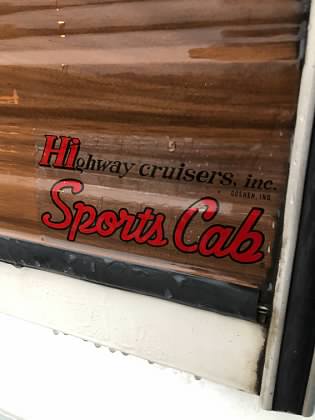 Highway cruisers, inc.
GOSHEN, IND.
Sports Cab